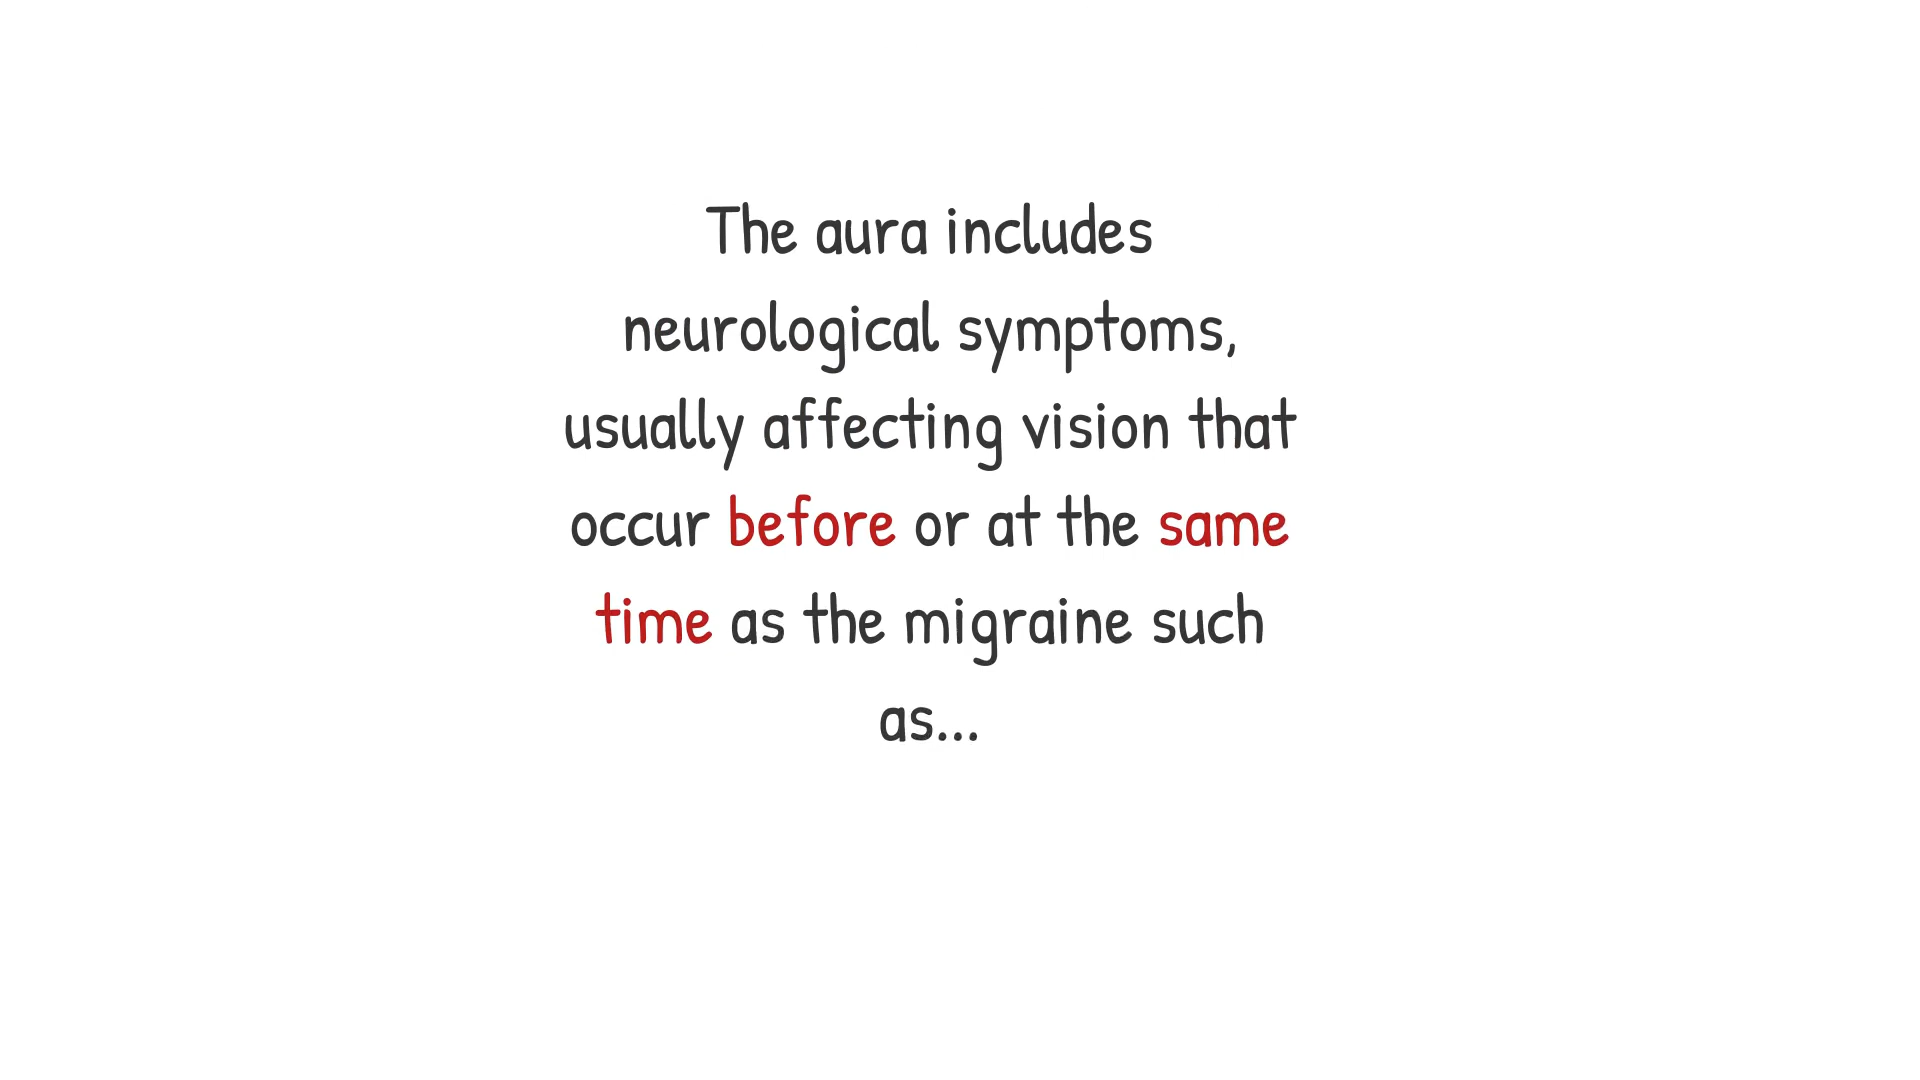 The aura includes
neurological symptoms,
usually affecting vision that
occur before or at the same
time as the migraine such
as...